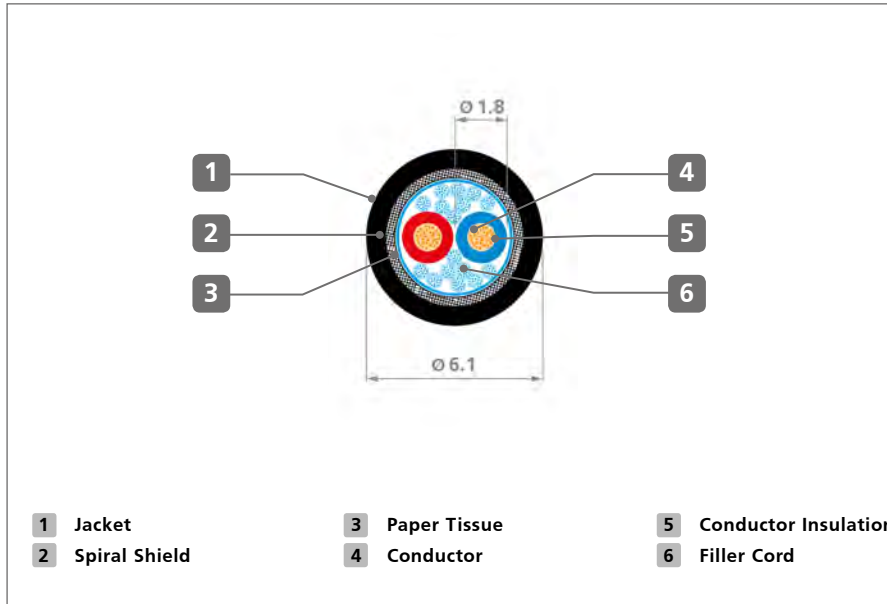 Ø 1.8
1
4
2
5
3
6
Ø 6.1
1 Jacket
3 Paper Tissue
5 Conductor Insulation
2 Spiral Shield
4 Conductor
6 Filler Cord